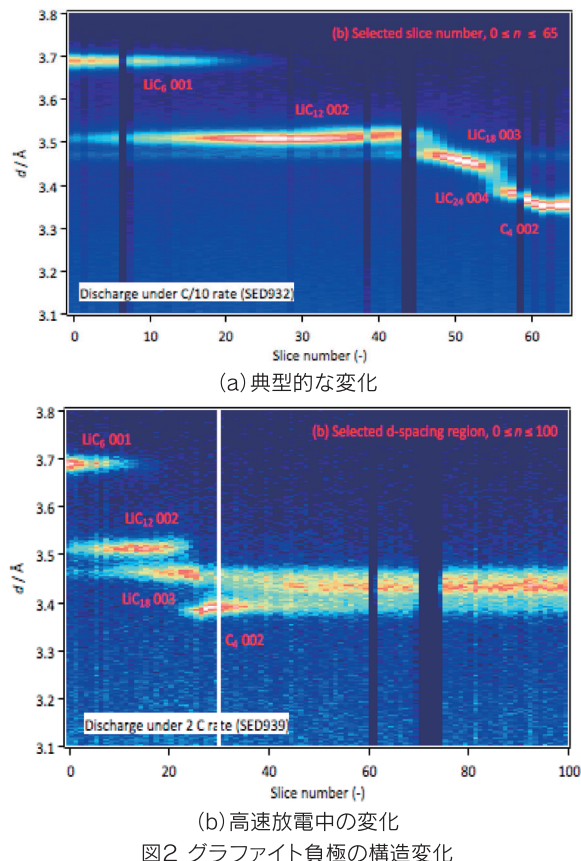 3.8
3.7
3.6
3.5
3.4
3.3
3.2
3.1
d / Å
(b) Selected slice number, 0 ≤ n ≤ 65
LiC₆ 001
LiC₁₂ 002
LiC₁₈ 003
LiC₂₄ 004
C₄ 002
Discharge under C/10 rate (SED932)
0 10 20 30 40 50 60
Slice number (-)
(a)典型的な変化
3.8
3.7
3.6
3.5
3.4
3.3
3.2
3.1
d / Å
(b) Selected d-spacing region, 0 ≤ n ≤ 100
LiC₆ 001
LiC₁₂ 002
LiC₁₈ 003
C₄ 002
Discharge under 2 C rate (SED939)
0 20 40 60 80 100
Slice number (-)
(b)高速放電中の変化
図2 グラファイト負極の構造変化